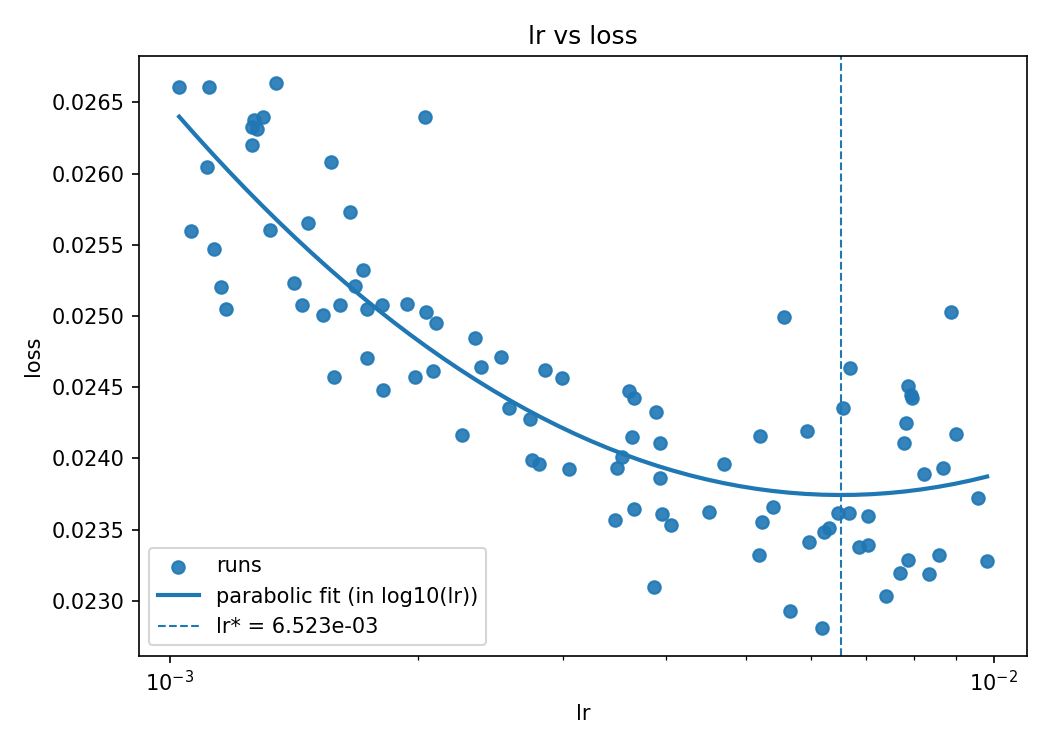 lr vs loss
loss
0.0265
0.0260
0.0255
0.0250
0.0245
0.0240
0.0235
0.0230
runs
parabolic fit (in log10(lr))
lr* = 6.523e-03
10⁻³
10⁻²
lr